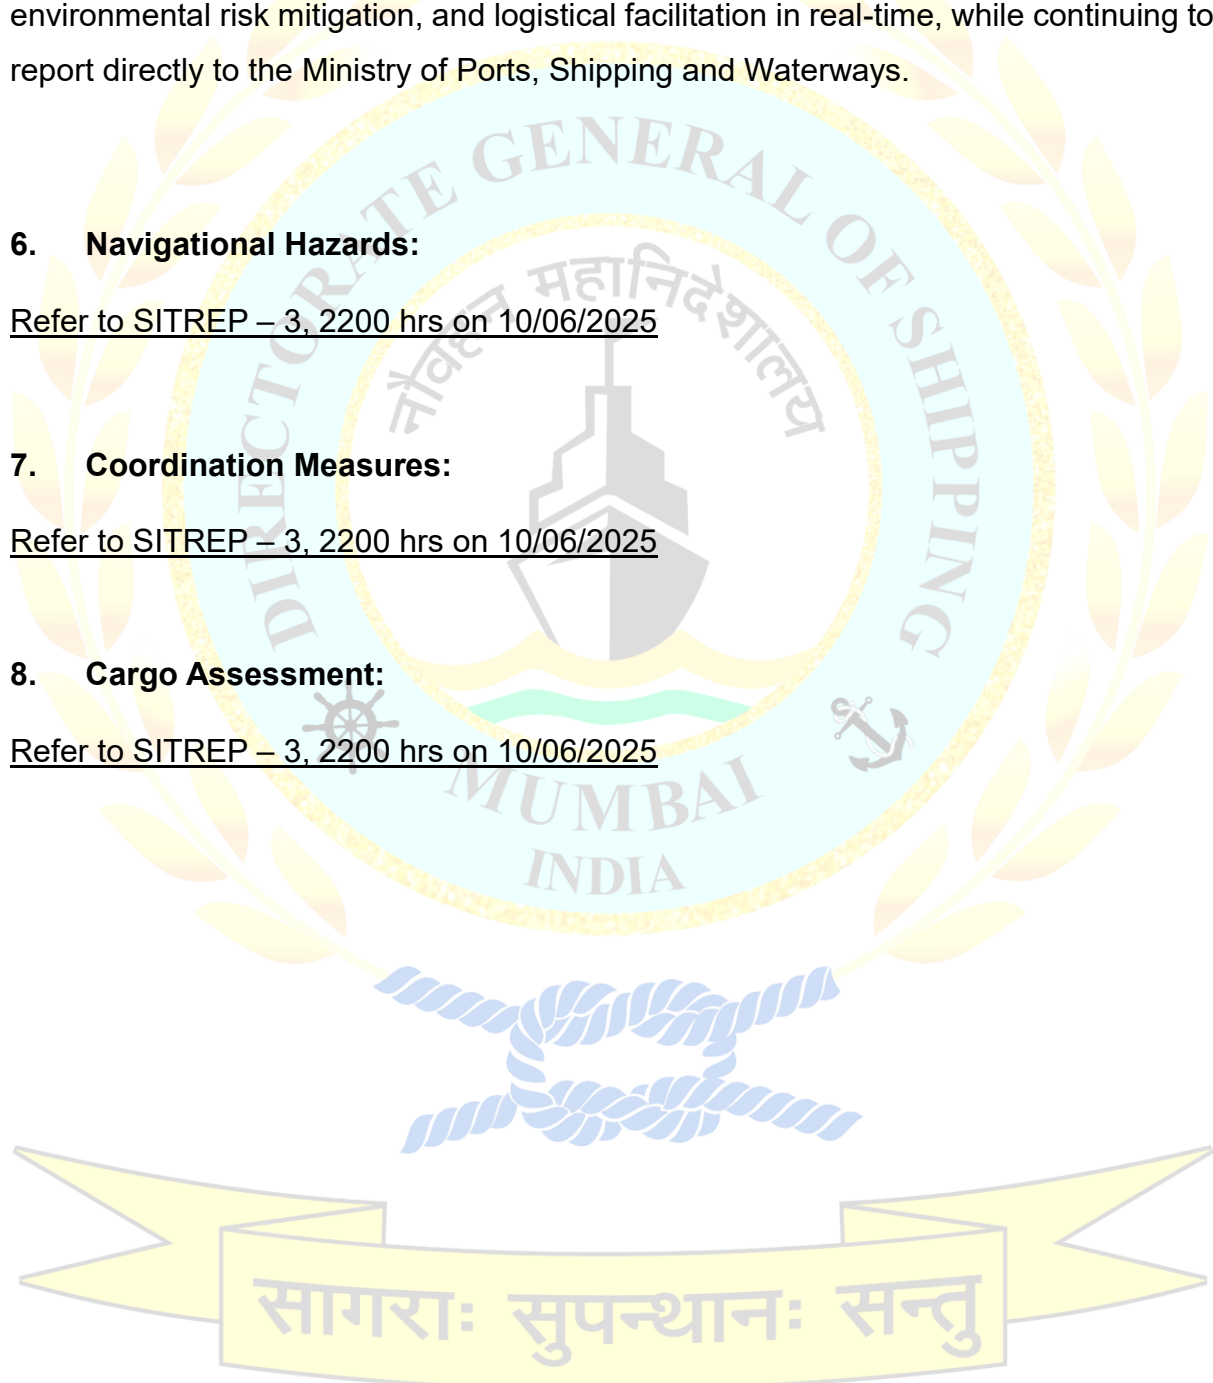 environmental risk mitigation, and logistical facilitation in real-time, while continuing to
report directly to the Ministry of Ports, Shipping and Waterways.
DIRECTORATE GENERAL OF SHIPPING
नौवहन महानिदेशालय
6. Navigational Hazards:
Refer to SITREP – 3, 2200 hrs on 10/06/2025
7. Coordination Measures:
Refer to SITREP – 3, 2200 hrs on 10/06/2025
8. Cargo Assessment:
Refer to SITREP – 3, 2200 hrs on 10/06/2025
MUMBAI
INDIA
सागराः सुपन्थानः सन्तु